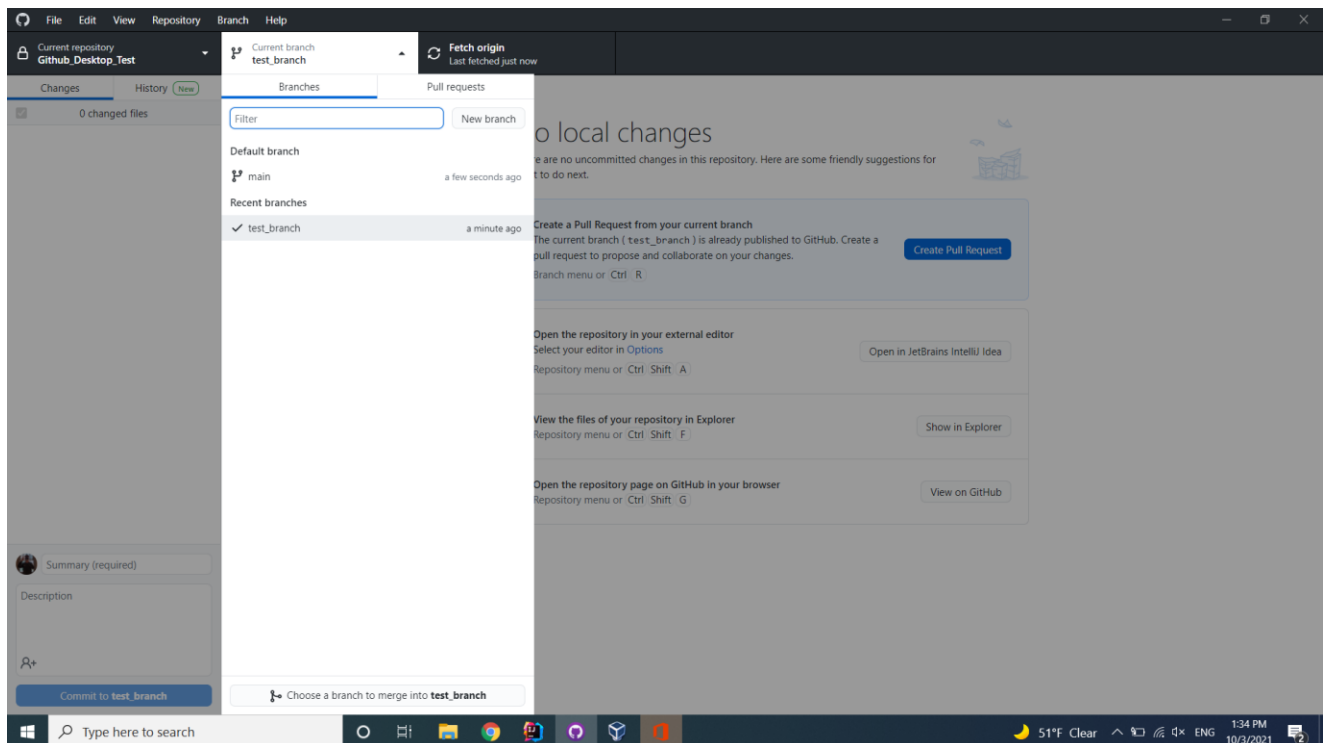 File Edit View Repository Branch Help
Current repository
Github_Desktop_Test
Current branch
test_branch
Fetch origin
Last fetched just now
Changes
History New
0 changed files
Branches
Pull requests
Filter
New branch
Default branch
main a few seconds ago
Recent branches
test_branch a minute ago
Choose a branch to merge into test_branch
o local changes
e are no uncommitted changes in this repository. Here are some friendly suggestions for
t to do next.
Create a Pull Request from your current branch
The current branch (test_branch) is already published to GitHub. Create a
pull request to propose and collaborate on your changes.
Branch menu or Ctrl R
Create Pull Request
Open the repository in your external editor
Select your editor in Options
Repository menu or Ctrl Shift A
Open in JetBrains IntelliJ Idea
View the files of your repository in Explorer
Repository menu or Ctrl Shift F
Show in Explorer
Open the repository page on GitHub in your browser
Repository menu or Ctrl Shift G
View on GitHub
Summary (required)
Description
Commit to test_branch
Type here to search
51°F Clear
ENG
1:34 PM
10/3/2021
2